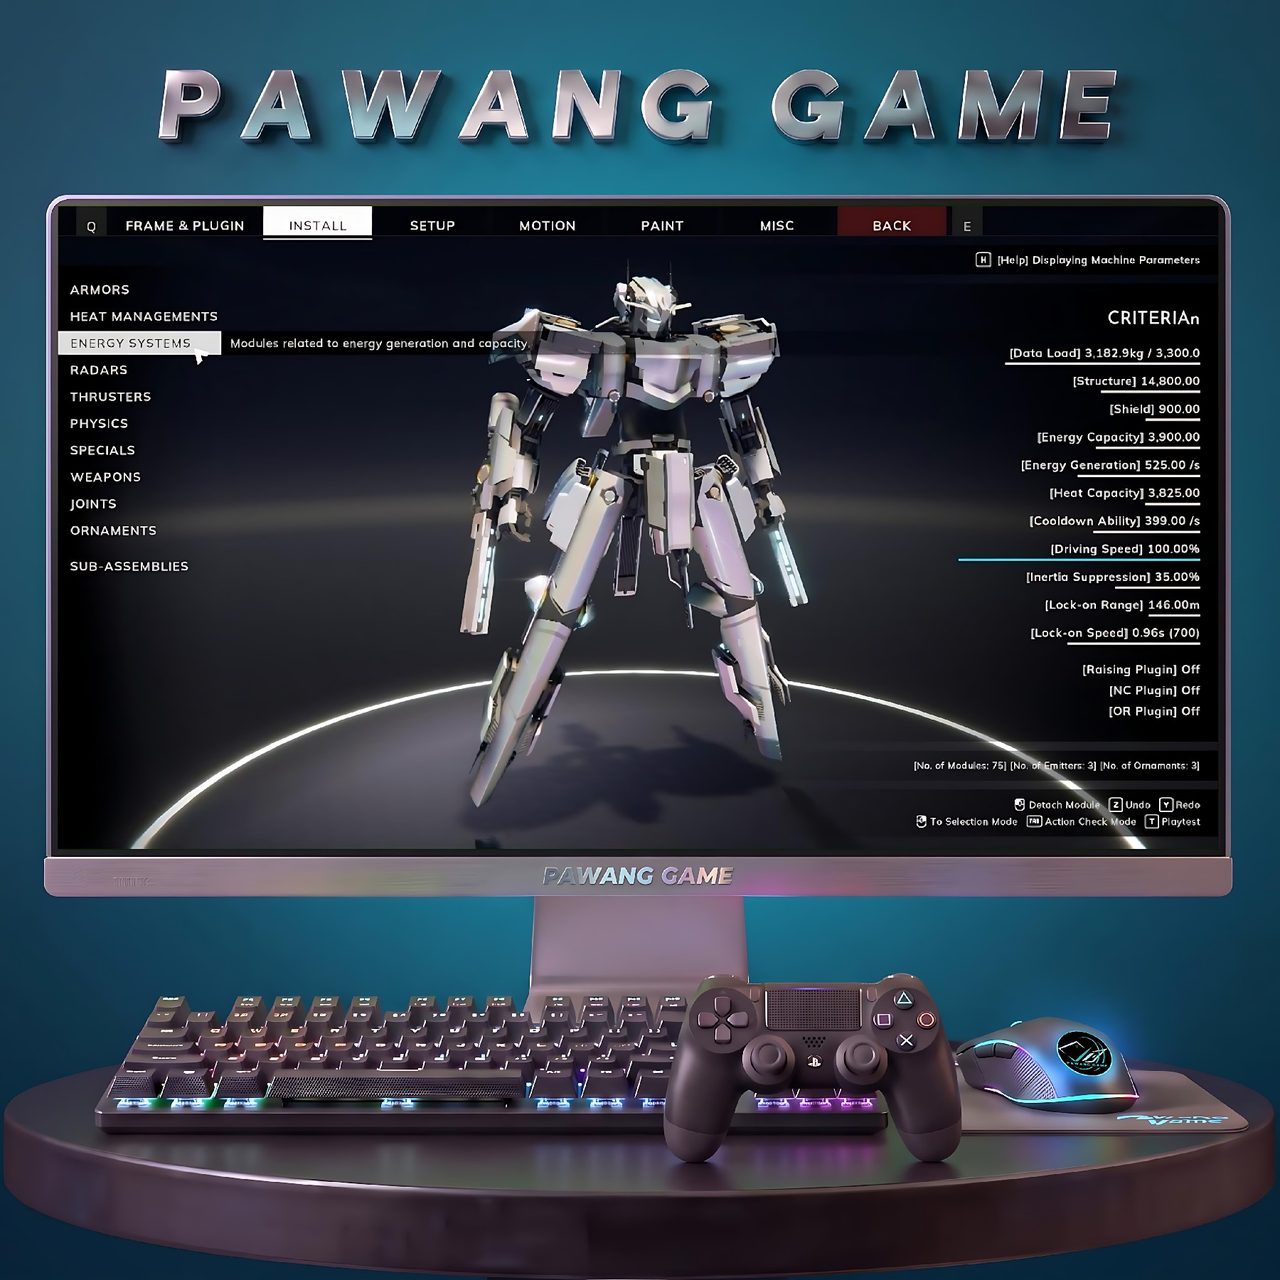 PAWANG GAME
Q FRAME & PLUGIN INSTALL SETUP MOTION PAINT MISC BACK E
H [Help] Displaying Machine Parameters
ARMORS
HEAT MANAGEMENTS
ENERGY SYSTEMS Modules related to energy generation and capacity.
RADARS
THRUSTERS
PHYSICS
SPECIALS
WEAPONS
JOINTS
ORNAMENTS
SUB-ASSEMBLIES
CRITERIAn
[Data Load] 3,182.9kg / 3,300.0
[Structure] 14,800.00
[Shield] 900.00
[Energy Capacity] 3,900.00
[Energy Generation] 525.00 /s
[Heat Capacity] 3,825.00
[Cooldown Ability] 399.00 /s
[Driving Speed] 100.00%
[Inertia Suppression] 35.00%
[Lock-on Range] 146.00m
[Lock-on Speed] 0.96s (700)
[Raising Plugin] Off
[NC Plugin] Off
[OR Plugin] Off
[No. of Modules: 75] [No. of Emitters: 3] [No. of Ornaments: 3]
Detach Module Z Undo Y Redo
To Selection Mode TAB Action Check Mode T Playtest
PAWANG GAME